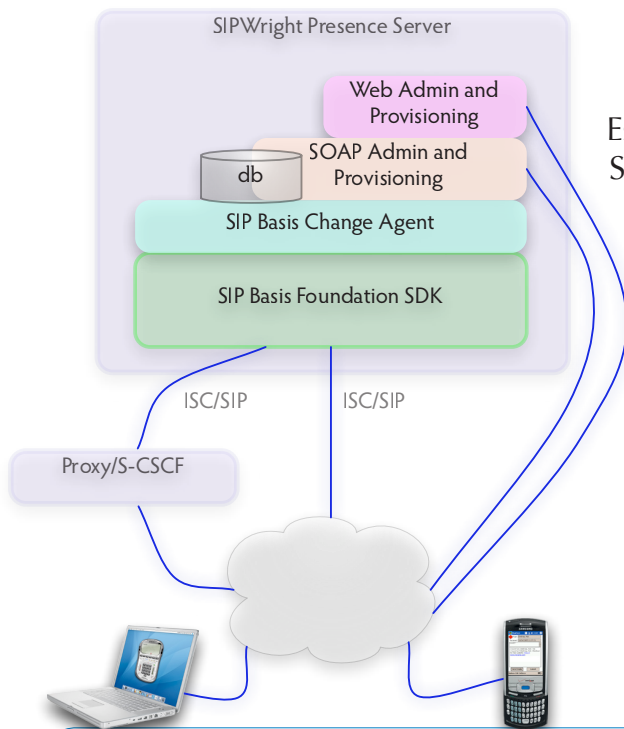 SIPWright Presence Server
Web Admin and
Provisioning
SOAP Admin and
Provisioning
db
SIP Basis Change Agent
SIP Basis Foundation SDK
ISC/SIP
ISC/SIP
Proxy/S-CSCF